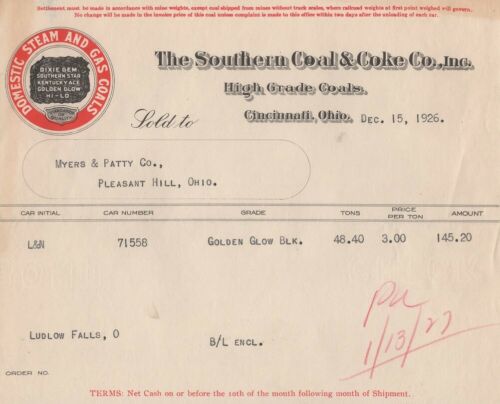 Settlement must be made in accordance with mine weights, except coal shipped from mines without track scales, where railroad weights at first point weighed will govern.
No change will be made in the invoice price of this coal unless complaint is made to this office within two days after the unloading of each car.
DOMESTIC STEAM AND GAS COALS
DIXIE GEM
SOUTHERN STAR
KENTUCKY ACE
GOLDEN GLOW
HI-LO
OF QUALITY
The Southern Coal & Coke Co., Inc.
High Grade Coals.
Cincinnati, Ohio.
Dec. 15, 1926.
Sold to
Myers & Patty Co.,
Pleasant Hill, Ohio.
CAR INITIAL CAR NUMBER GRADE TONS PRICE PER TON AMOUNT
L&N 71558 Golden Glow Blk. 48.40 3.00 145.20
Pd
1/13/27
Ludlow Falls, O B/L encl.
ORDER NO.
TERMS: Net Cash on or before the 10th of the month following month of Shipment.